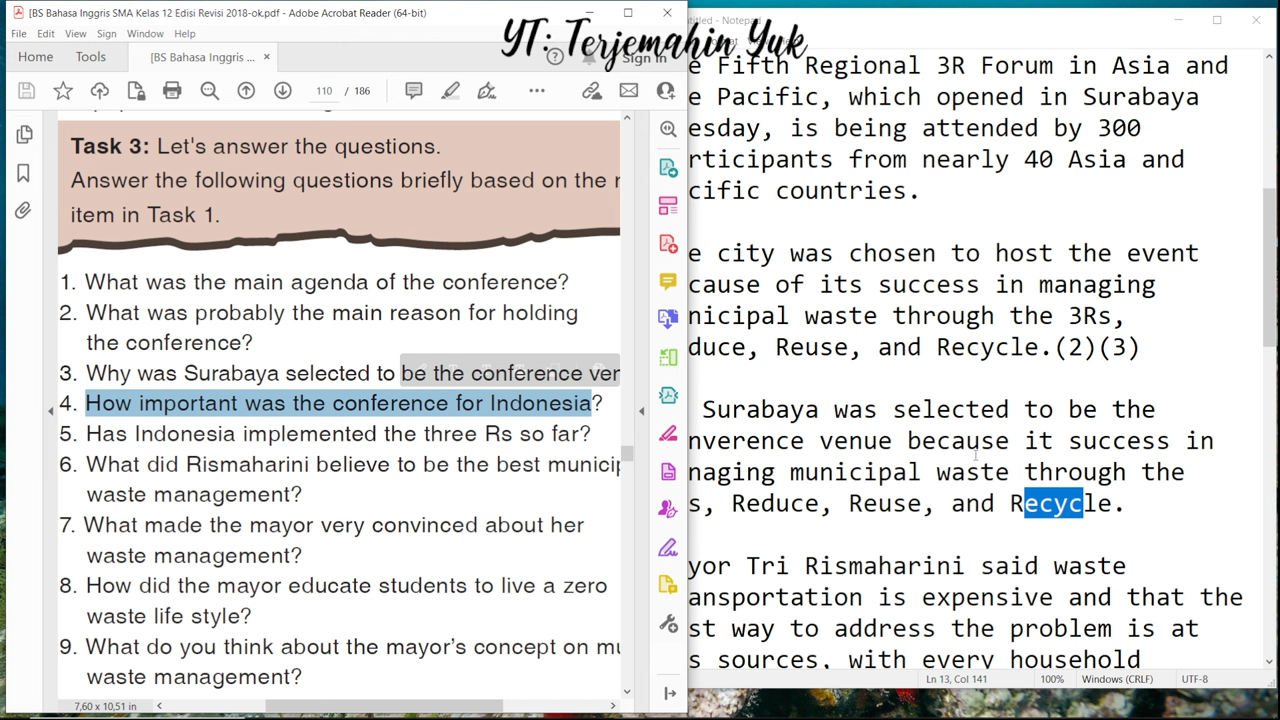 [BS Bahasa Inggris SMA Kelas 12 Edisi Revisi 2018-ok.pdf - Adobe Acrobat Reader (64-bit)
File Edit View Sign Window Help
YT: Terjemahin Yuk
Home Tools [BS Bahasa Inggris ... × Sign In
110 / 186
Task 3: Let's answer the questions.
Answer the following questions briefly based on the
item in Task 1.
1. What was the main agenda of the conference?
2. What was probably the main reason for holding
the conference?
3. Why was Surabaya selected to be the conference ver
4. How important was the conference for Indonesia?
5. Has Indonesia implemented the three Rs so far?
6. What did Rismaharini believe to be the best municip
waste management?
7. What made the mayor very convinced about her
waste management?
8. How did the mayor educate students to live a zero
waste life style?
9. What do you think about the mayor's concept on mu
waste management?
7,60 x 10,51 in
titled - Notepad
e Fifth Regional 3R Forum in Asia and
e Pacific, which opened in Surabaya
esday, is being attended by 300
rticipants from nearly 40 Asia and
cific countries.
e city was chosen to host the event
cause of its success in managing
nicipal waste through the 3Rs,
duce, Reuse, and Recycle.(2)(3)
Surabaya was selected to be the
nverence venue because it success in
naging municipal waste through the
s, Reduce, Reuse, and Recycle.
yor Tri Rismaharini said waste
ansportation is expensive and that the
st way to address the problem is at
s sources, with every household
Ln 13, Col 141 100% Windows (CRLF) UTF-8